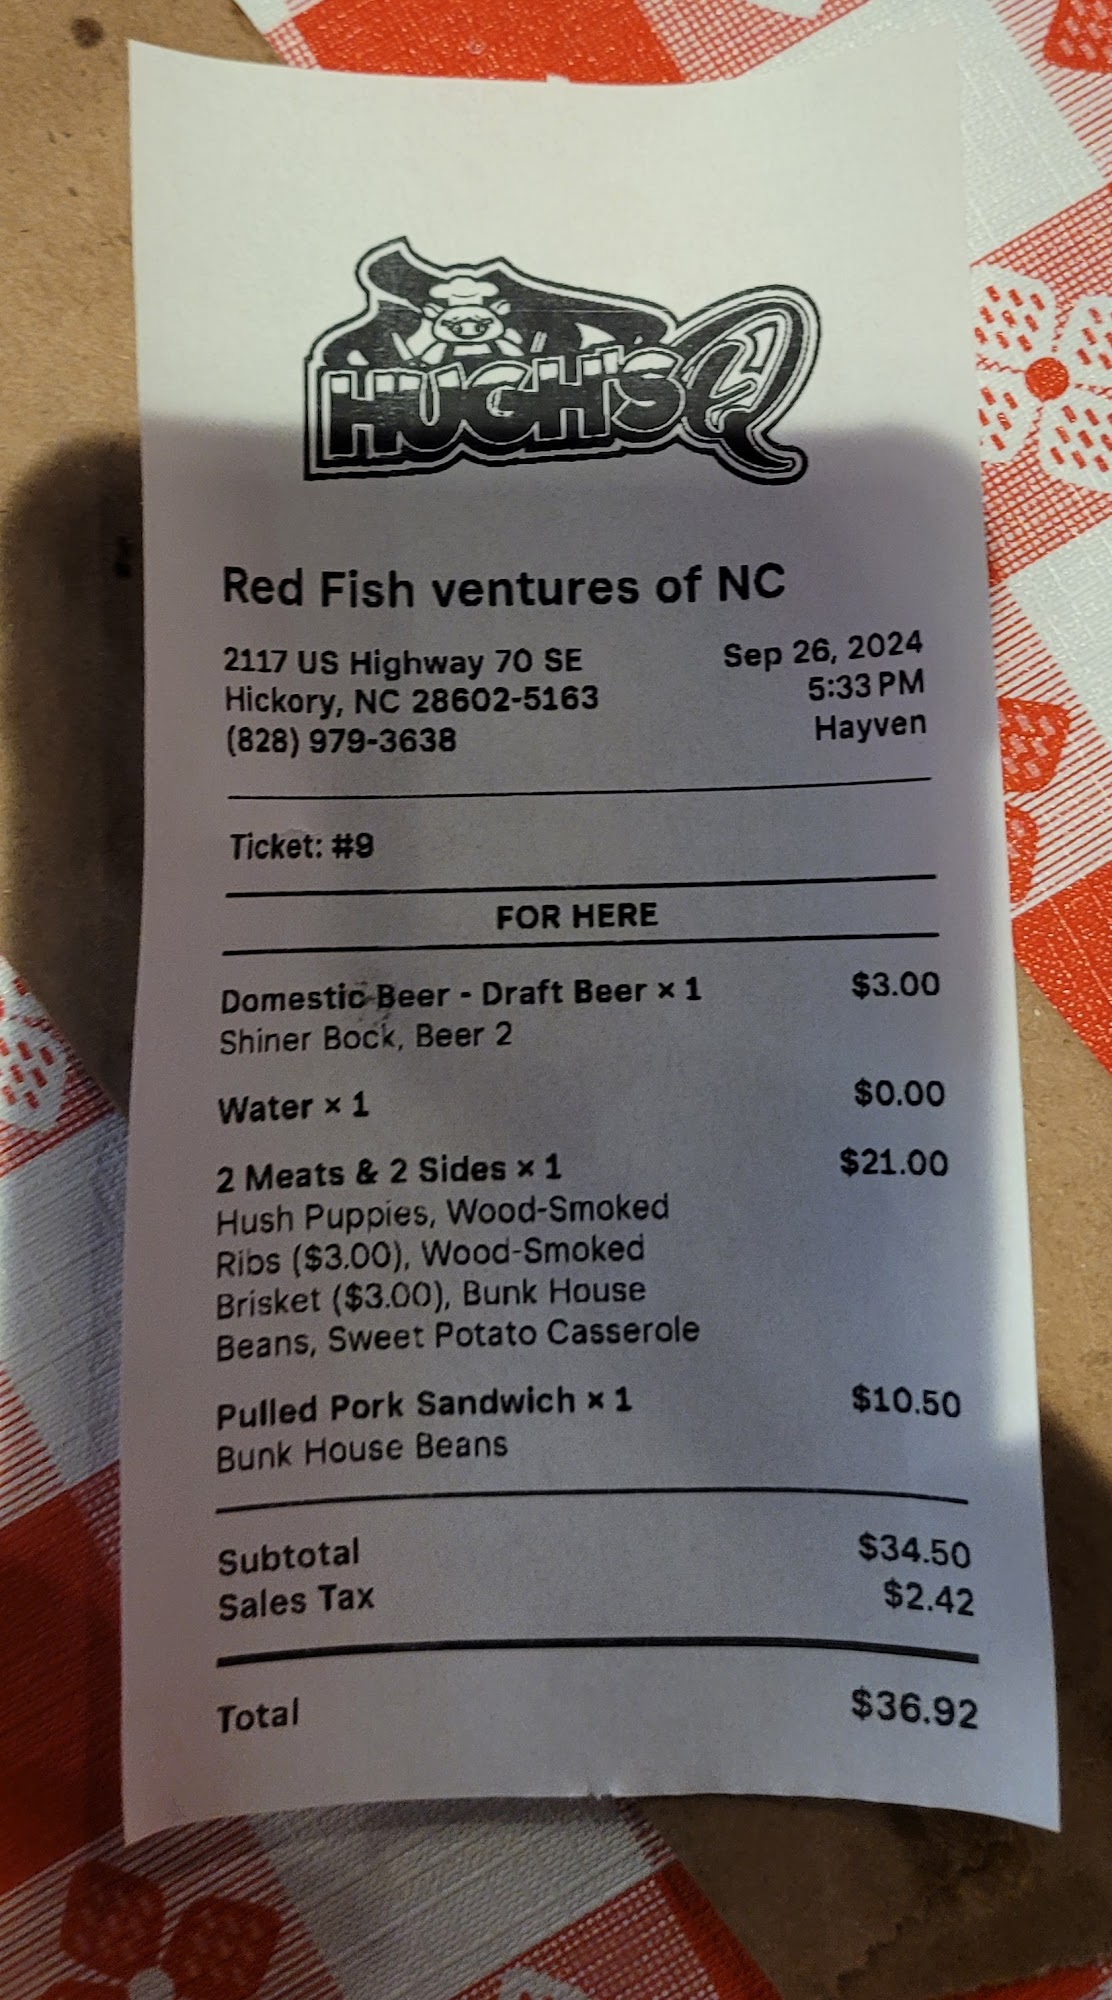 HUGH'S Q
Red Fish ventures of NC
2117 US Highway 70 SE
Hickory, NC 28602-5163
(828) 979-3638
Sep 26, 2024
5:33 PM
Hayven
Ticket: #9
FOR HERE
Domestic Beer - Draft Beer × 1 $3.00
Shiner Bock, Beer 2
Water × 1 $0.00
2 Meats & 2 Sides × 1 $21.00
Hush Puppies, Wood-Smoked
Ribs ($3.00), Wood-Smoked
Brisket ($3.00), Bunk House
Beans, Sweet Potato Casserole
Pulled Pork Sandwich × 1 $10.50
Bunk House Beans
Subtotal $34.50
Sales Tax $2.42
Total $36.92